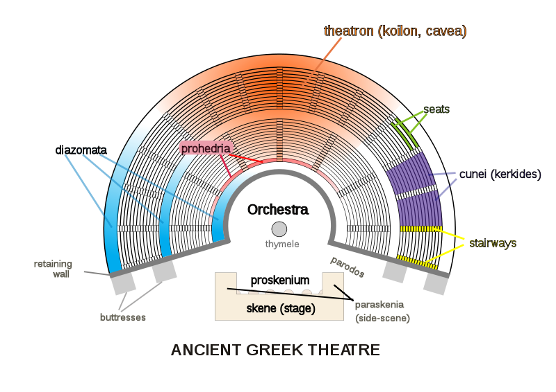 theatron (koilon, cavea)
seats
prohedria
diazomata
cunei (kerkides)
Orchestra
thymele
stairways
retaining
wall
parodos
proskenium
buttresses
skene (stage)
paraskenia
(side-scene)
ANCIENT GREEK THEATRE